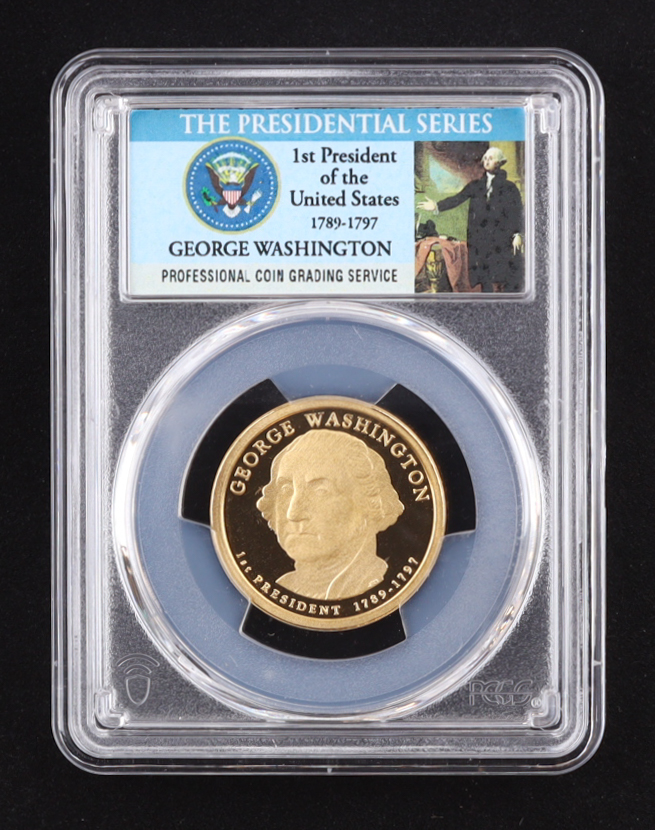 THE PRESIDENTIAL SERIES
1st President
of the
United States
1789-1797
GEORGE WASHINGTON
PROFESSIONAL COIN GRADING SERVICE
GEORGE WASHINGTON
1st PRESIDENT 1789-1797
PCGS®